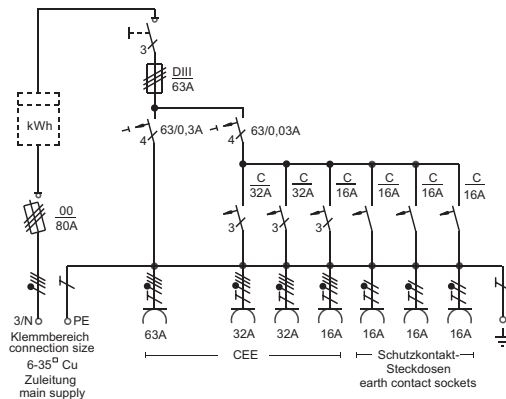 3
DIII
63A
kWh
63/0,3A
4
63/0,03A
4
00
80A
C
32A
C
32A
C
16A
C
16A
C
16A
C
16A
3
3
3
3/N
PE
63A
32A
32A
16A
16A
16A
16A
Klemmbereich
connection size
6-35□ Cu
Zuleitung
main supply
CEE
Schutzkontakt-
Steckdosen
earth contact sockets